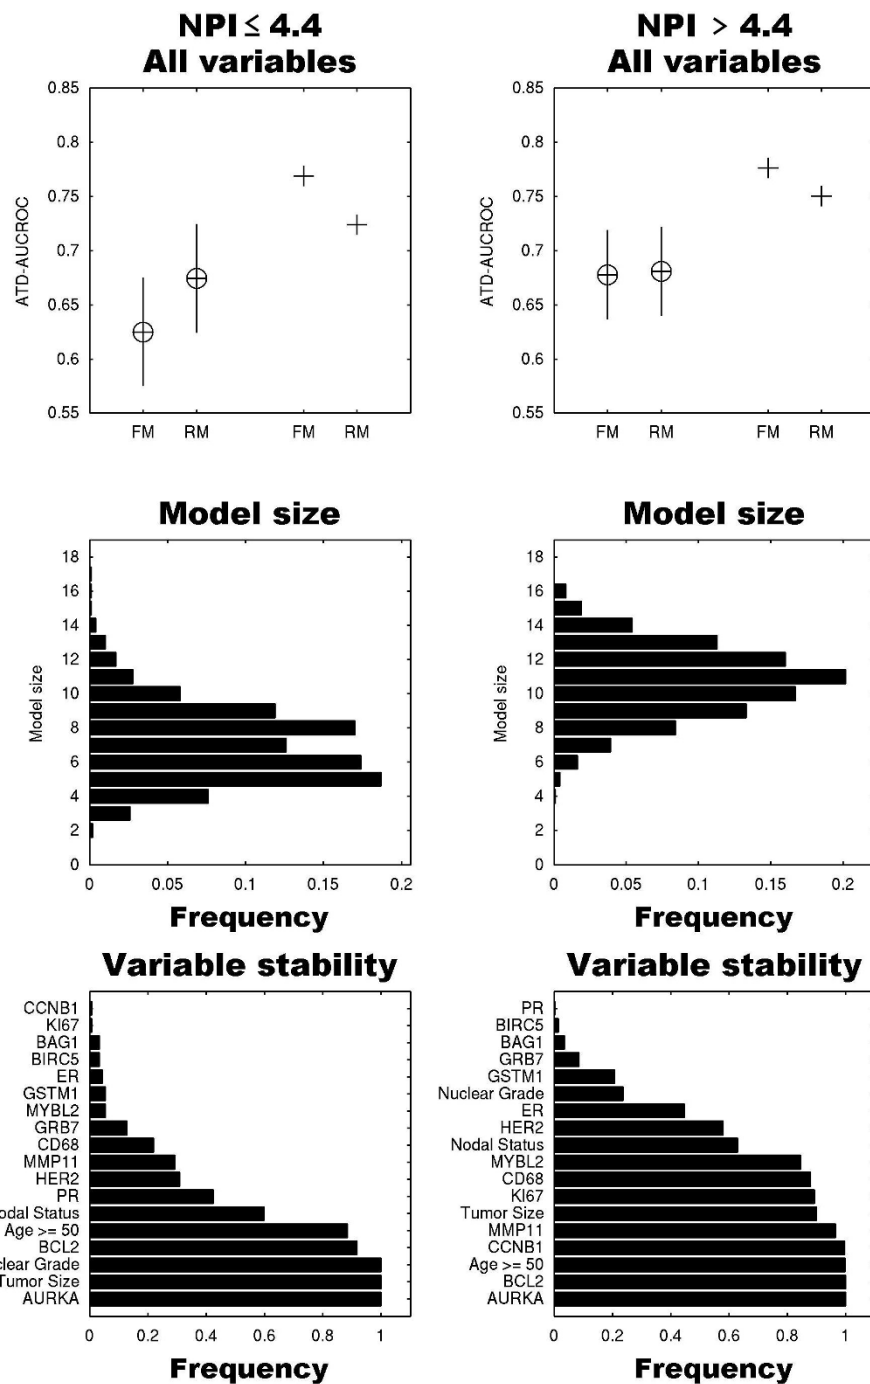 NPI ≤ 4.4
All variables
0.85
0.8
0.75
0.7
0.65
0.6
0.55
ATD-AUCROC
FM RM FM RM
NPI > 4.4
All variables
0.85
0.8
0.75
0.7
0.65
0.6
0.55
ATD-AUCROC
FM RM FM RM
Model size
18
16
14
12
10
8
6
4
2
0
Model size
0 0.05 0.1 0.15 0.2
Frequency
Model size
18
16
14
12
10
8
6
4
2
0
Model size
0 0.05 0.1 0.15 0.2
Frequency
Variable stability
CCNB1
KI67
BAG1
BIRC5
ER
GSTM1
MYBL2
GRB7
CD68
MMP11
HER2
PR
odal Status
Age >= 50
BCL2
clear Grade
Tumor Size
AURKA
0 0.2 0.4 0.6 0.8 1
Frequency
Variable stability
PR
BIRC5
BAG1
GRB7
GSTM1
Nuclear Grade
ER
HER2
Nodal Status
MYBL2
CD68
KI67
Tumor Size
MMP11
CCNB1
Age >= 50
BCL2
AURKA
0 0.2 0.4 0.6 0.8 1
Frequency